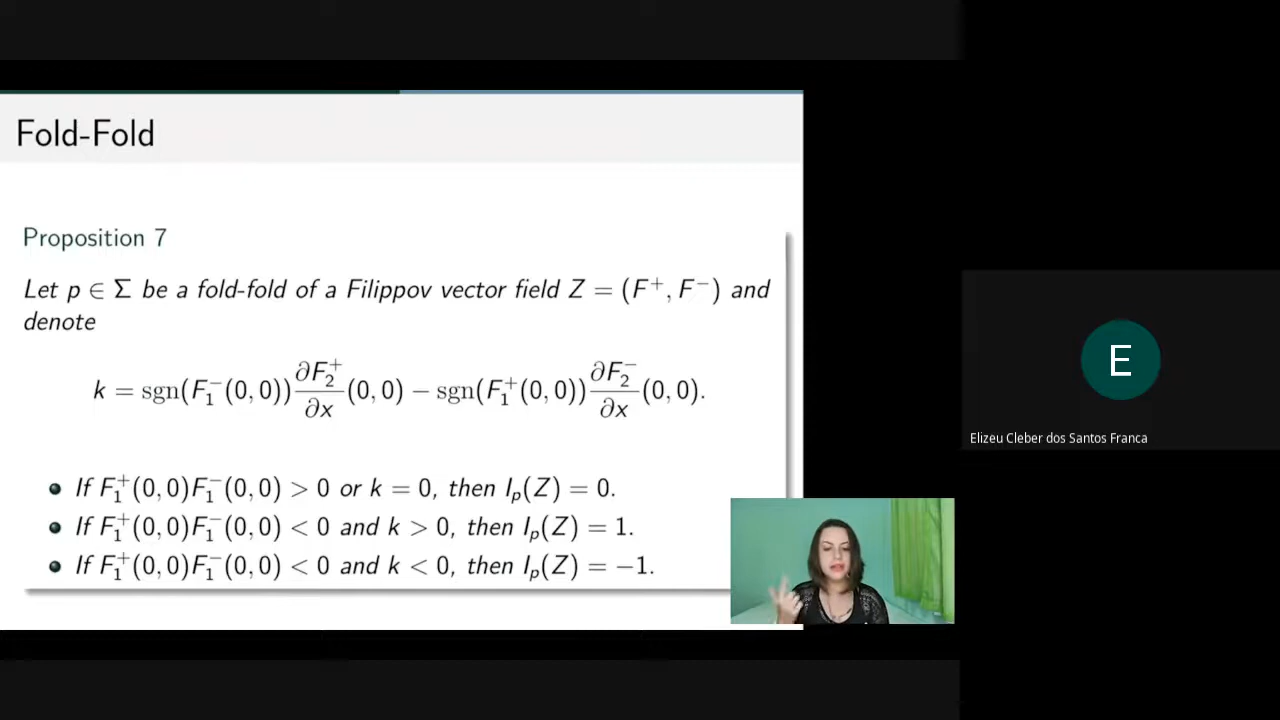 Fold-Fold
Proposition 7
Let p ∈ Σ be a fold-fold of a Filippov vector field Z = (F⁺, F⁻) and
denote
k = sgn(F₁⁻(0,0)) ∂F₂⁺/∂x (0,0) − sgn(F₁⁺(0,0)) ∂F₂⁻/∂x (0,0).
If F₁⁺(0,0)F₁⁻(0,0) > 0 or k = 0, then Iₚ(Z) = 0.
If F₁⁺(0,0)F₁⁻(0,0) < 0 and k > 0, then Iₚ(Z) = 1.
If F₁⁺(0,0)F₁⁻(0,0) < 0 and k < 0, then Iₚ(Z) = −1.
E
Elizeu Cleber dos Santos Franca